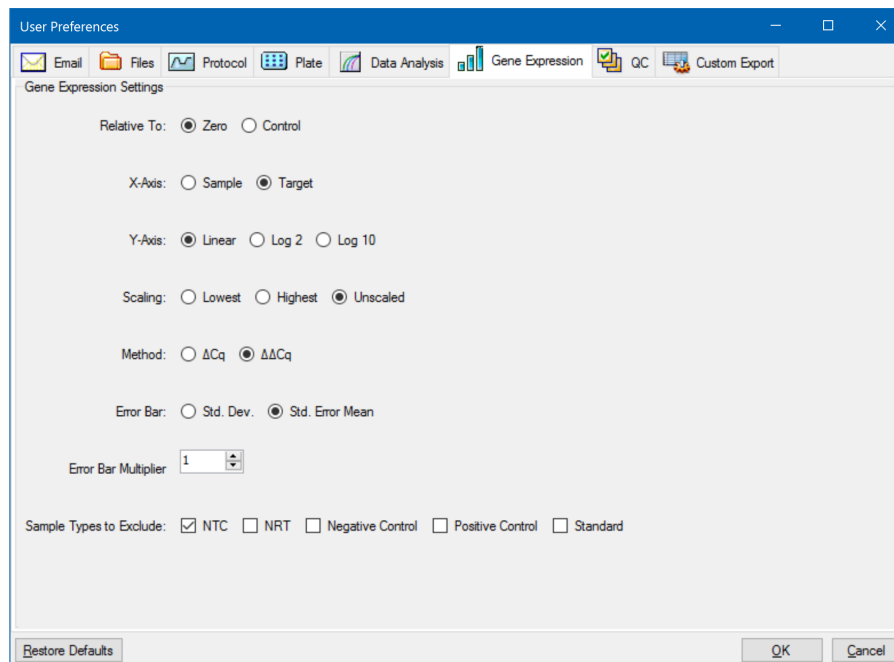 User Preferences
Email Files Protocol Plate Data Analysis Gene Expression QC Custom Export
Gene Expression Settings
Relative To: Zero Control
X-Axis: Sample Target
Y-Axis: Linear Log 2 Log 10
Scaling: Lowest Highest Unscaled
Method: ΔCq ΔΔCq
Error Bar: Std. Dev. Std. Error Mean
Error Bar Multiplier 1
Sample Types to Exclude: NTC NRT Negative Control Positive Control Standard
Restore Defaults OK Cancel